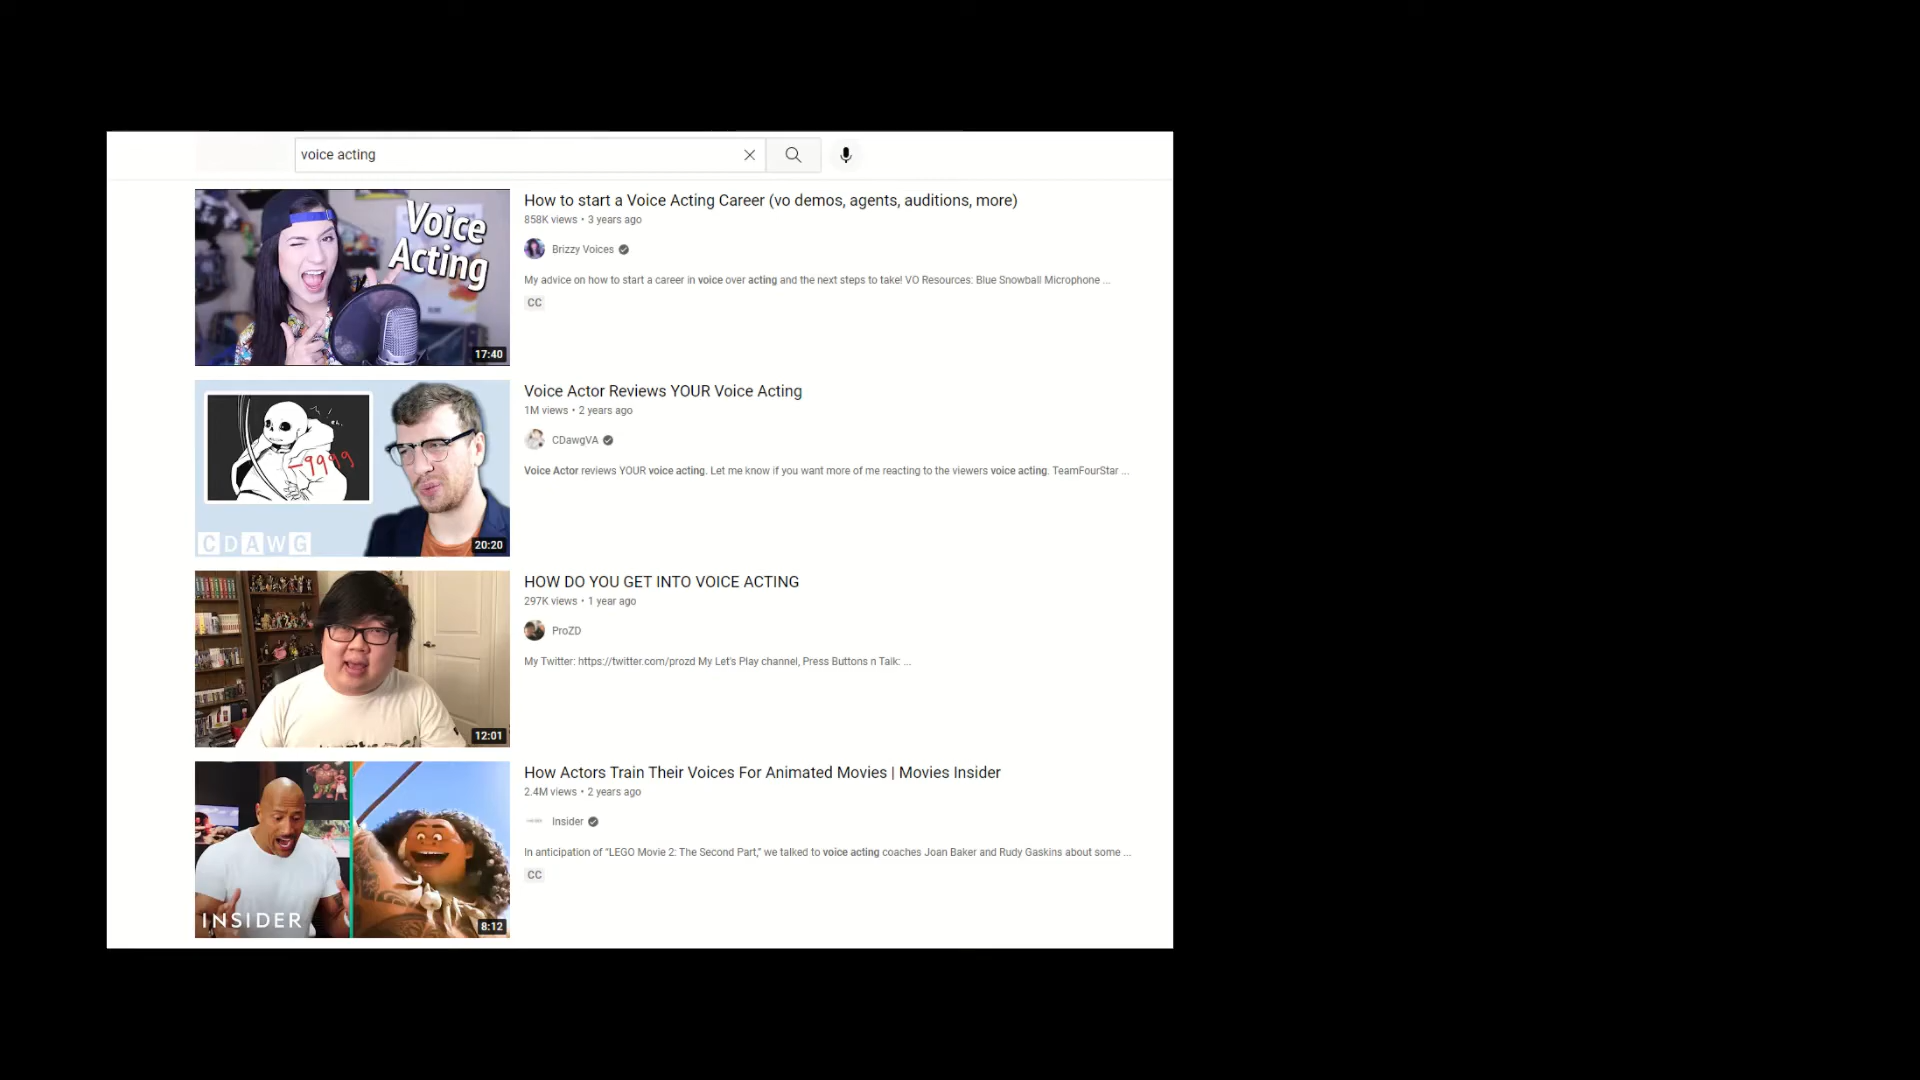 voice acting
Voice
Acting
17:40
How to start a Voice Acting Career (vo demos, agents, auditions, more)
858K views • 3 years ago
Brizzy Voices
My advice on how to start a career in voice over acting and the next steps to take! VO Resources: Blue Snowball Microphone ...
CC
-9999
CDAWG
20:20
Voice Actor Reviews YOUR Voice Acting
1M views • 2 years ago
CDawgVA
Voice Actor reviews YOUR voice acting. Let me know if you want more of me reacting to the viewers voice acting. TeamFourStar ...
12:01
HOW DO YOU GET INTO VOICE ACTING
297K views • 1 year ago
ProZD
My Twitter: https://twitter.com/prozd My Let's Play channel, Press Buttons n Talk: ...
INSIDER
8:12
How Actors Train Their Voices For Animated Movies | Movies Insider
2.4M views • 2 years ago
Insider
In anticipation of "LEGO Movie 2: The Second Part," we talked to voice acting coaches Joan Baker and Rudy Gaskins about some ...
CC